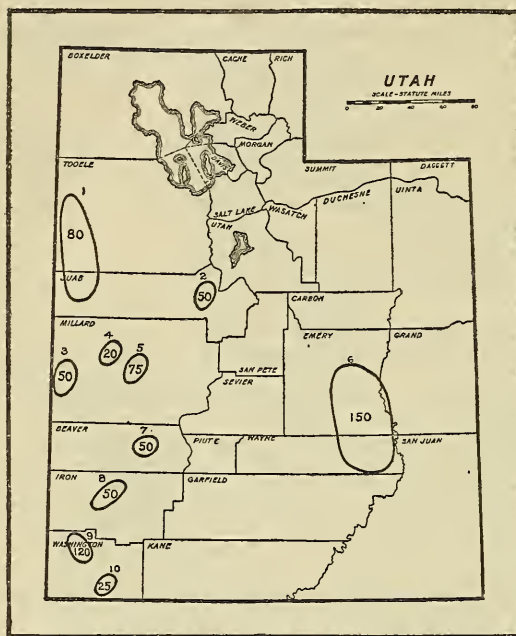 BOXELDER
CACHE
RICH
UTAH
SCALE-STATUTE MILES
0 20 40 60 80
WEBER
MORGAN
DAVIS
TOOELE
SUMMIT
DAGGETT
1
80
SALT LAKE
WASATCH
DUCHESNE
UINTA
UTAH
JUAB
2
50
CARBON
MILLARD
EMERY
GRAND
3
50
4
20
5
75
SAN PETE
SEVIER
6
150
BEAVER
7
50
PIUTE
WAYNE
SAN JUAN
IRON
8
50
GARFIELD
WASHINGTON
9
120
KANE
10
25